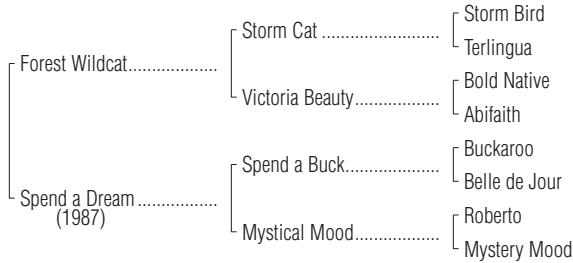 Storm Bird
Storm Cat ..............................
Terlingua
Forest Wildcat..................
Bold Native
Victoria Beauty......................
Abifaith
Buckaroo
Spend a Buck........................
Belle de Jour
Spend a Dream ................
(1987)
Roberto
Mystical Mood......................
Mystery Mood